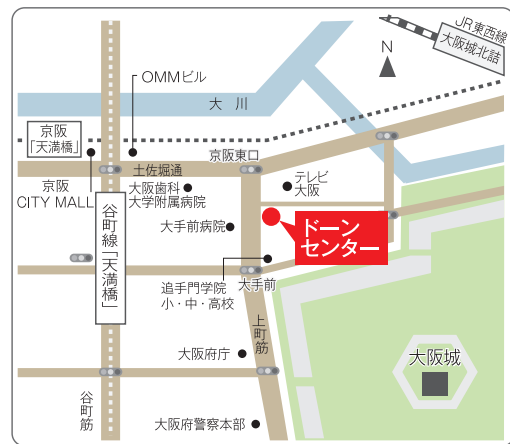 JR東西線
大阪城北詰
N
OMMビル
大川
京阪
「天満橋」
土佐堀通
京阪東口
京阪
CITY MALL
大阪歯科
大学附属病院
テレビ
大阪
大手前病院
ドーン
センター
谷町線「天満橋」
追手門学院
小・中・高校
大手前
上町筋
大阪府庁
大阪城
谷町筋
大阪府警察本部